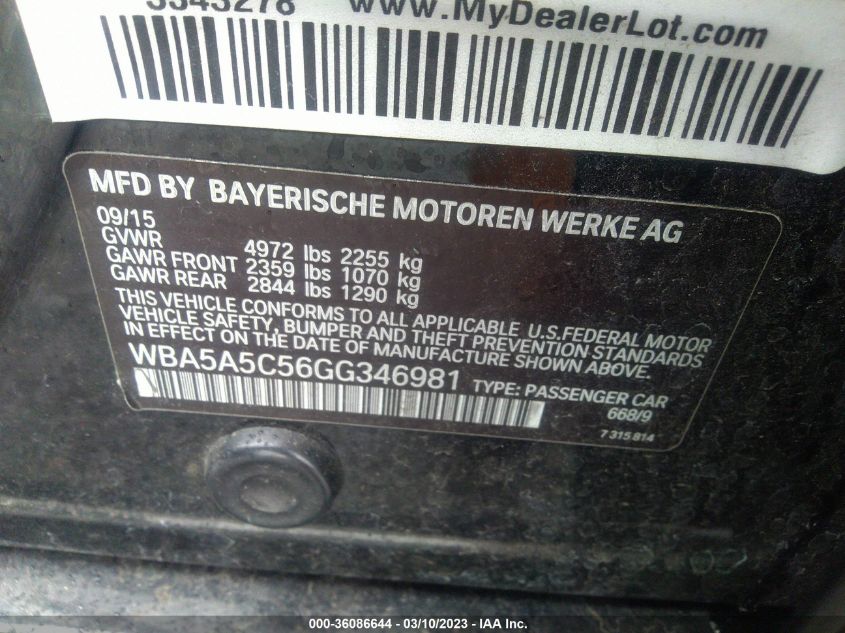 3343278 www.MyDealerLot.com
MFD BY BAYERISCHE MOTOREN WERKE AG
09/15
GVWR 4972 lbs 2255 kg
GAWR FRONT 2359 lbs 1070 kg
GAWR REAR 2844 lbs 1290 kg
THIS VEHICLE CONFORMS TO ALL APPLICABLE U.S. FEDERAL MOTOR
VEHICLE SAFETY, BUMPER AND THEFT PREVENTION STANDARDS
IN EFFECT ON THE DATE OF MANUFACTURE SHOWN ABOVE.
WBA5A5C56GG346981 TYPE: PASSENGER CAR
668/9
7 315 814
000-36086644 — 03/10/2023 — IAA Inc.